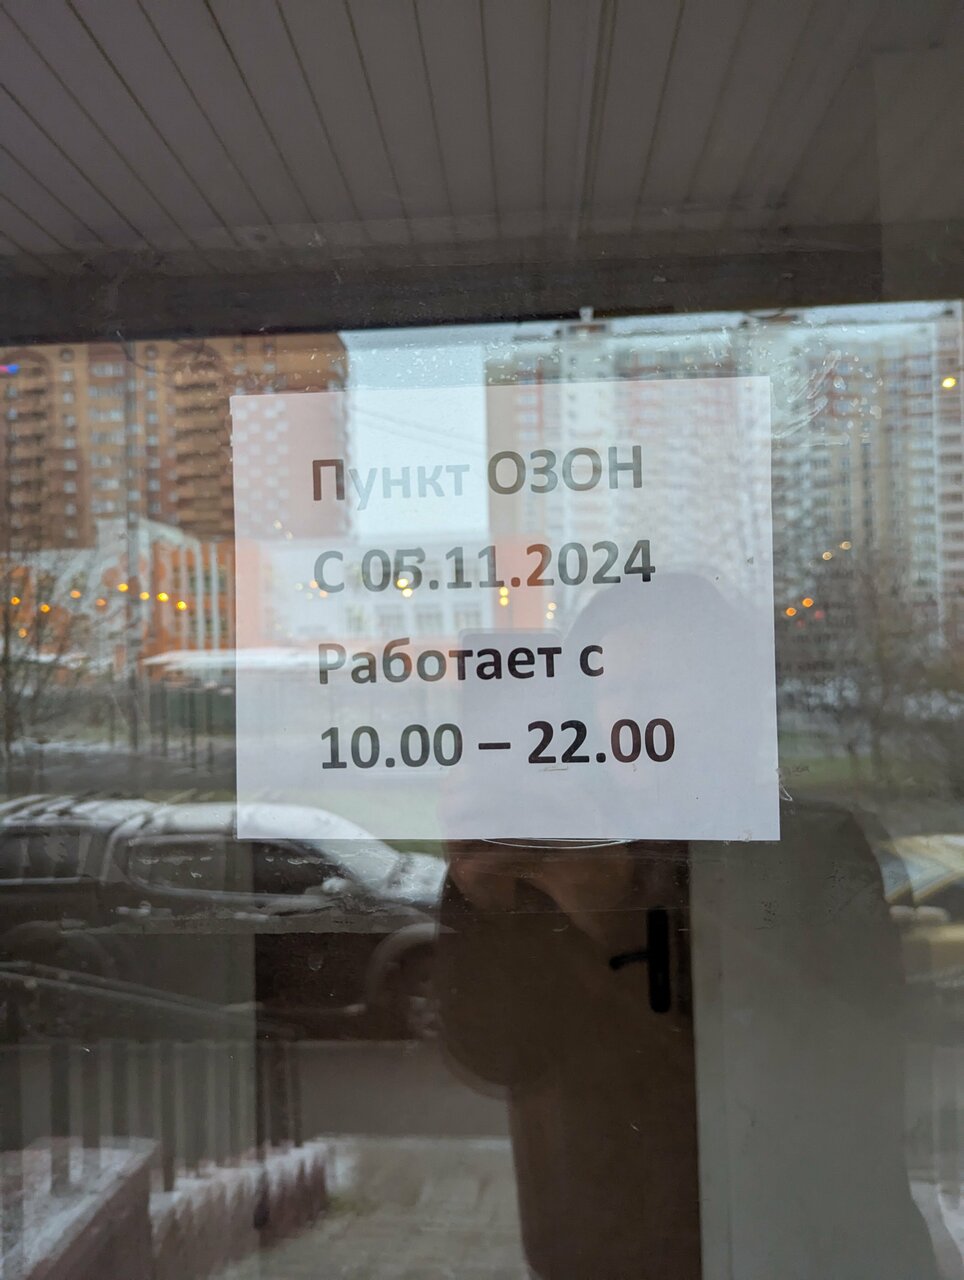 Пункт ОЗОН
С 05.11.2024
Работает с
10.00 – 22.00